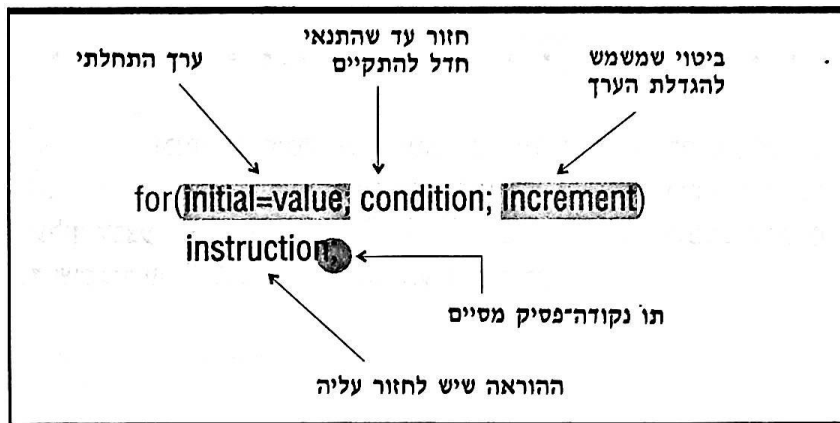 ביטוי שמשמש
להגדלת הערך
חזור עד שהתנאי
חדל להתקיים
ערך התחלתי
for(initial=value; condition; increment)
instruction;
תו נקודה-פסיק מסיים
ההוראה שיש לחזור עליה